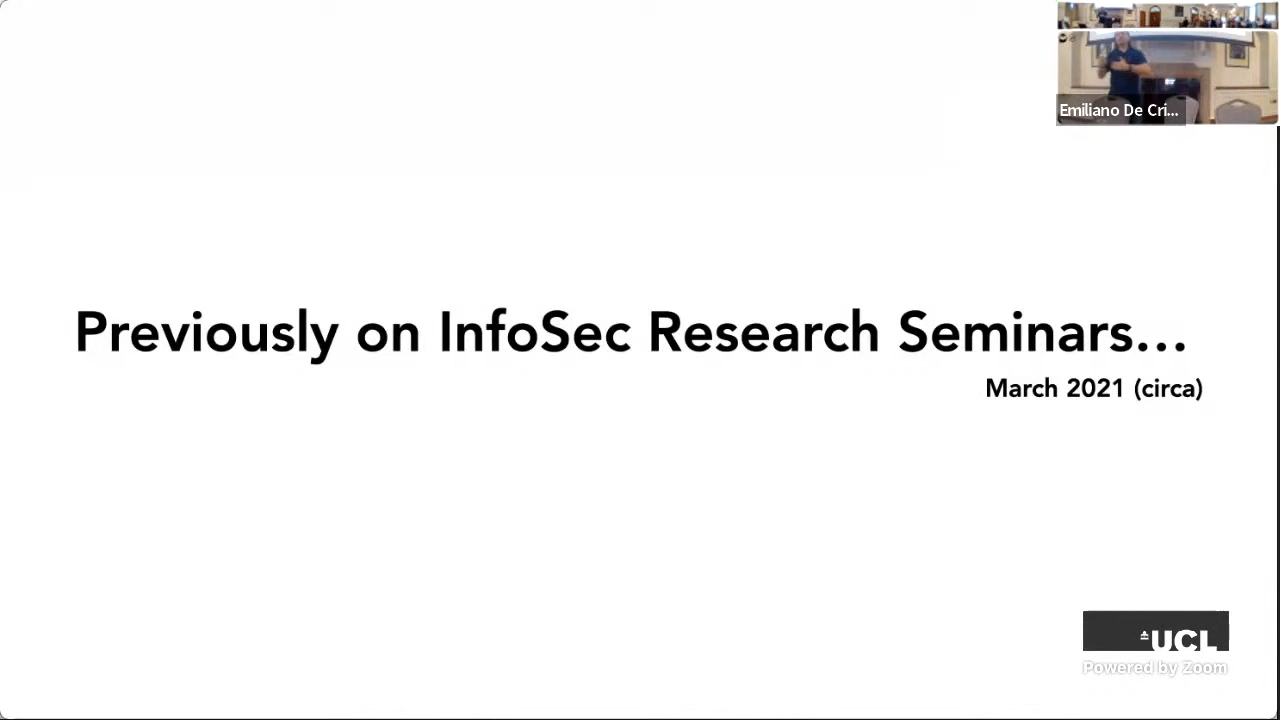 Emiliano De Cri...
Previously on InfoSec Research Seminars...
March 2021 (circa)
UCL
Powered by Zoom